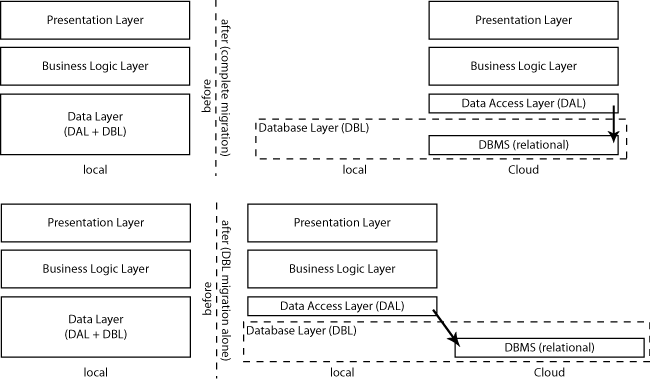 Presentation Layer
Business Logic Layer
Data Layer
(DAL + DBL)
local
before
after (complete migration)
Presentation Layer
Business Logic Layer
Data Access Layer (DAL)
Database Layer (DBL)
DBMS (relational)
local
Cloud
Presentation Layer
Business Logic Layer
Data Layer
(DAL + DBL)
local
before
after (DBL migration alone)
Presentation Layer
Business Logic Layer
Data Access Layer (DAL)
Database Layer (DBL)
DBMS (relational)
local
Cloud